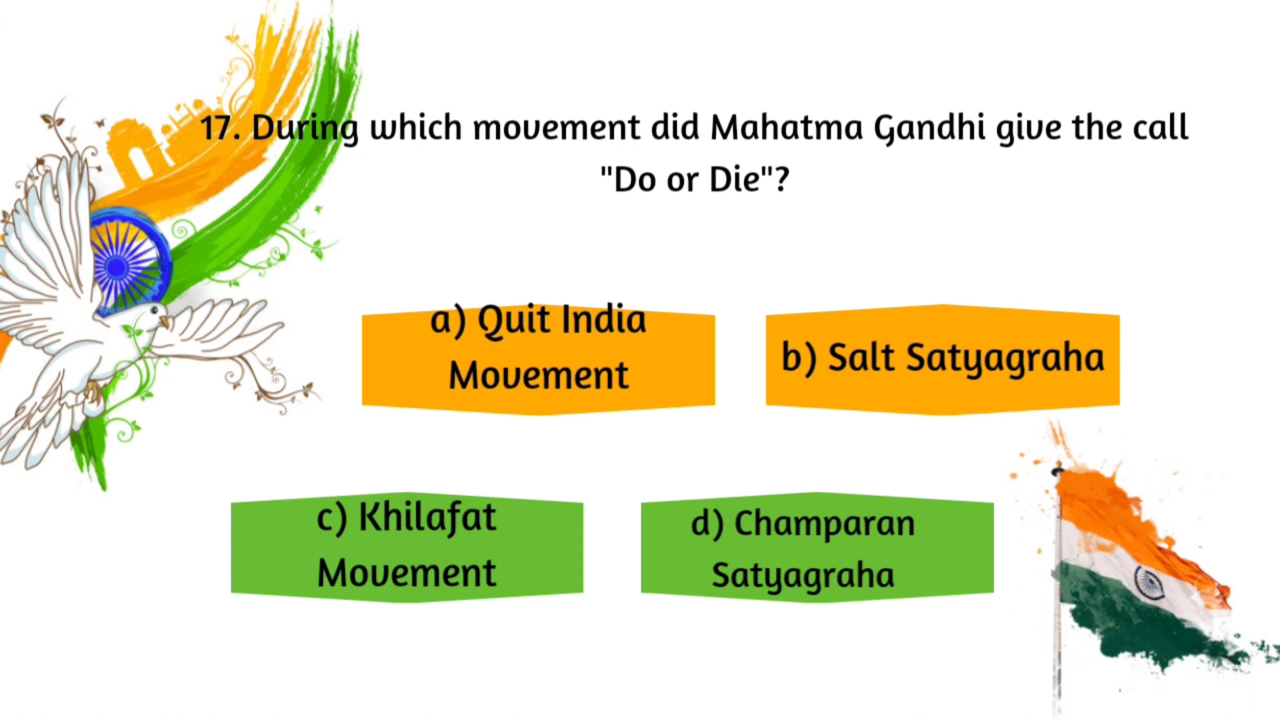 17. During which movement did Mahatma Gandhi give the call
"Do or Die"?
a) Quit India
Movement
b) Salt Satyagraha
c) Khilafat
Movement
d) Champaran
Satyagraha